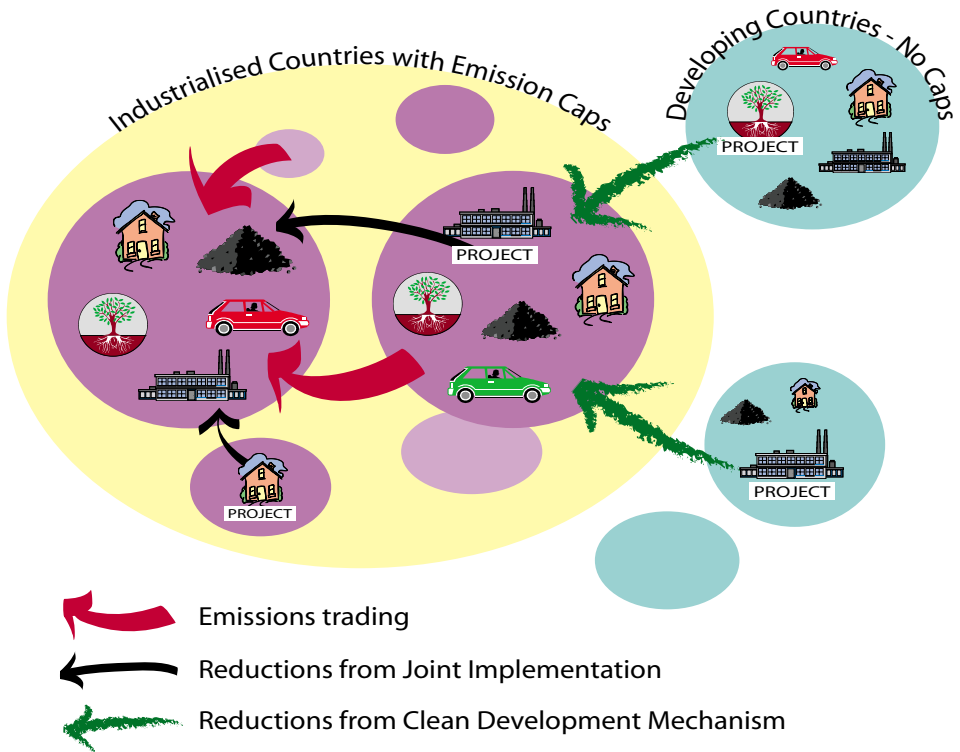 Industrialised Countries with Emission Caps
Developing Countries - No Caps
PROJECT
PROJECT
PROJECT
PROJECT
Emissions trading
Reductions from Joint Implementation
Reductions from Clean Development Mechanism